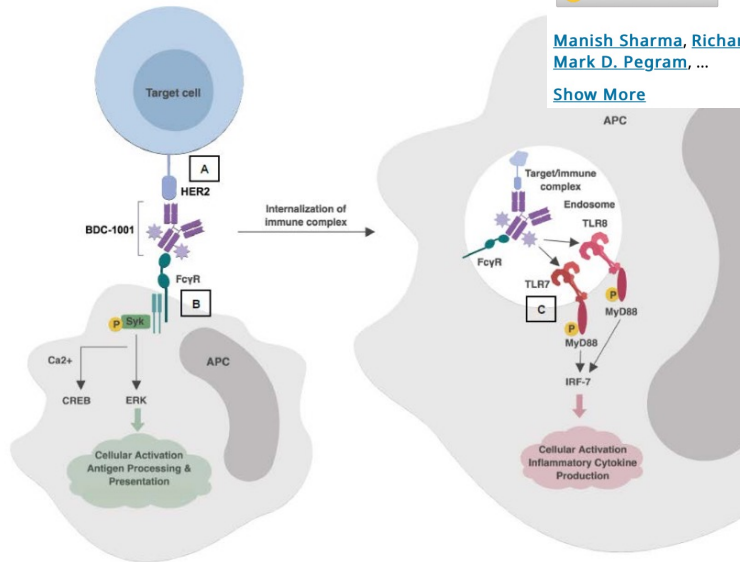 Manish Sharma, Richar
Mark D. Pegram, ...
Show More
Target cell
A
HER2
BDC-1001
FcγR
B
P
Syk
Ca2+
CREB
ERK
APC
Cellular Activation
Antigen Processing &
Presentation
Internalization of
immune complex
APC
Target/Immune
complex
Endosome
TLR8
FcγR
TLR7
C
P
MyD88
P
MyD88
IRF-7
Cellular Activation
Inflammatory Cytokine
Production